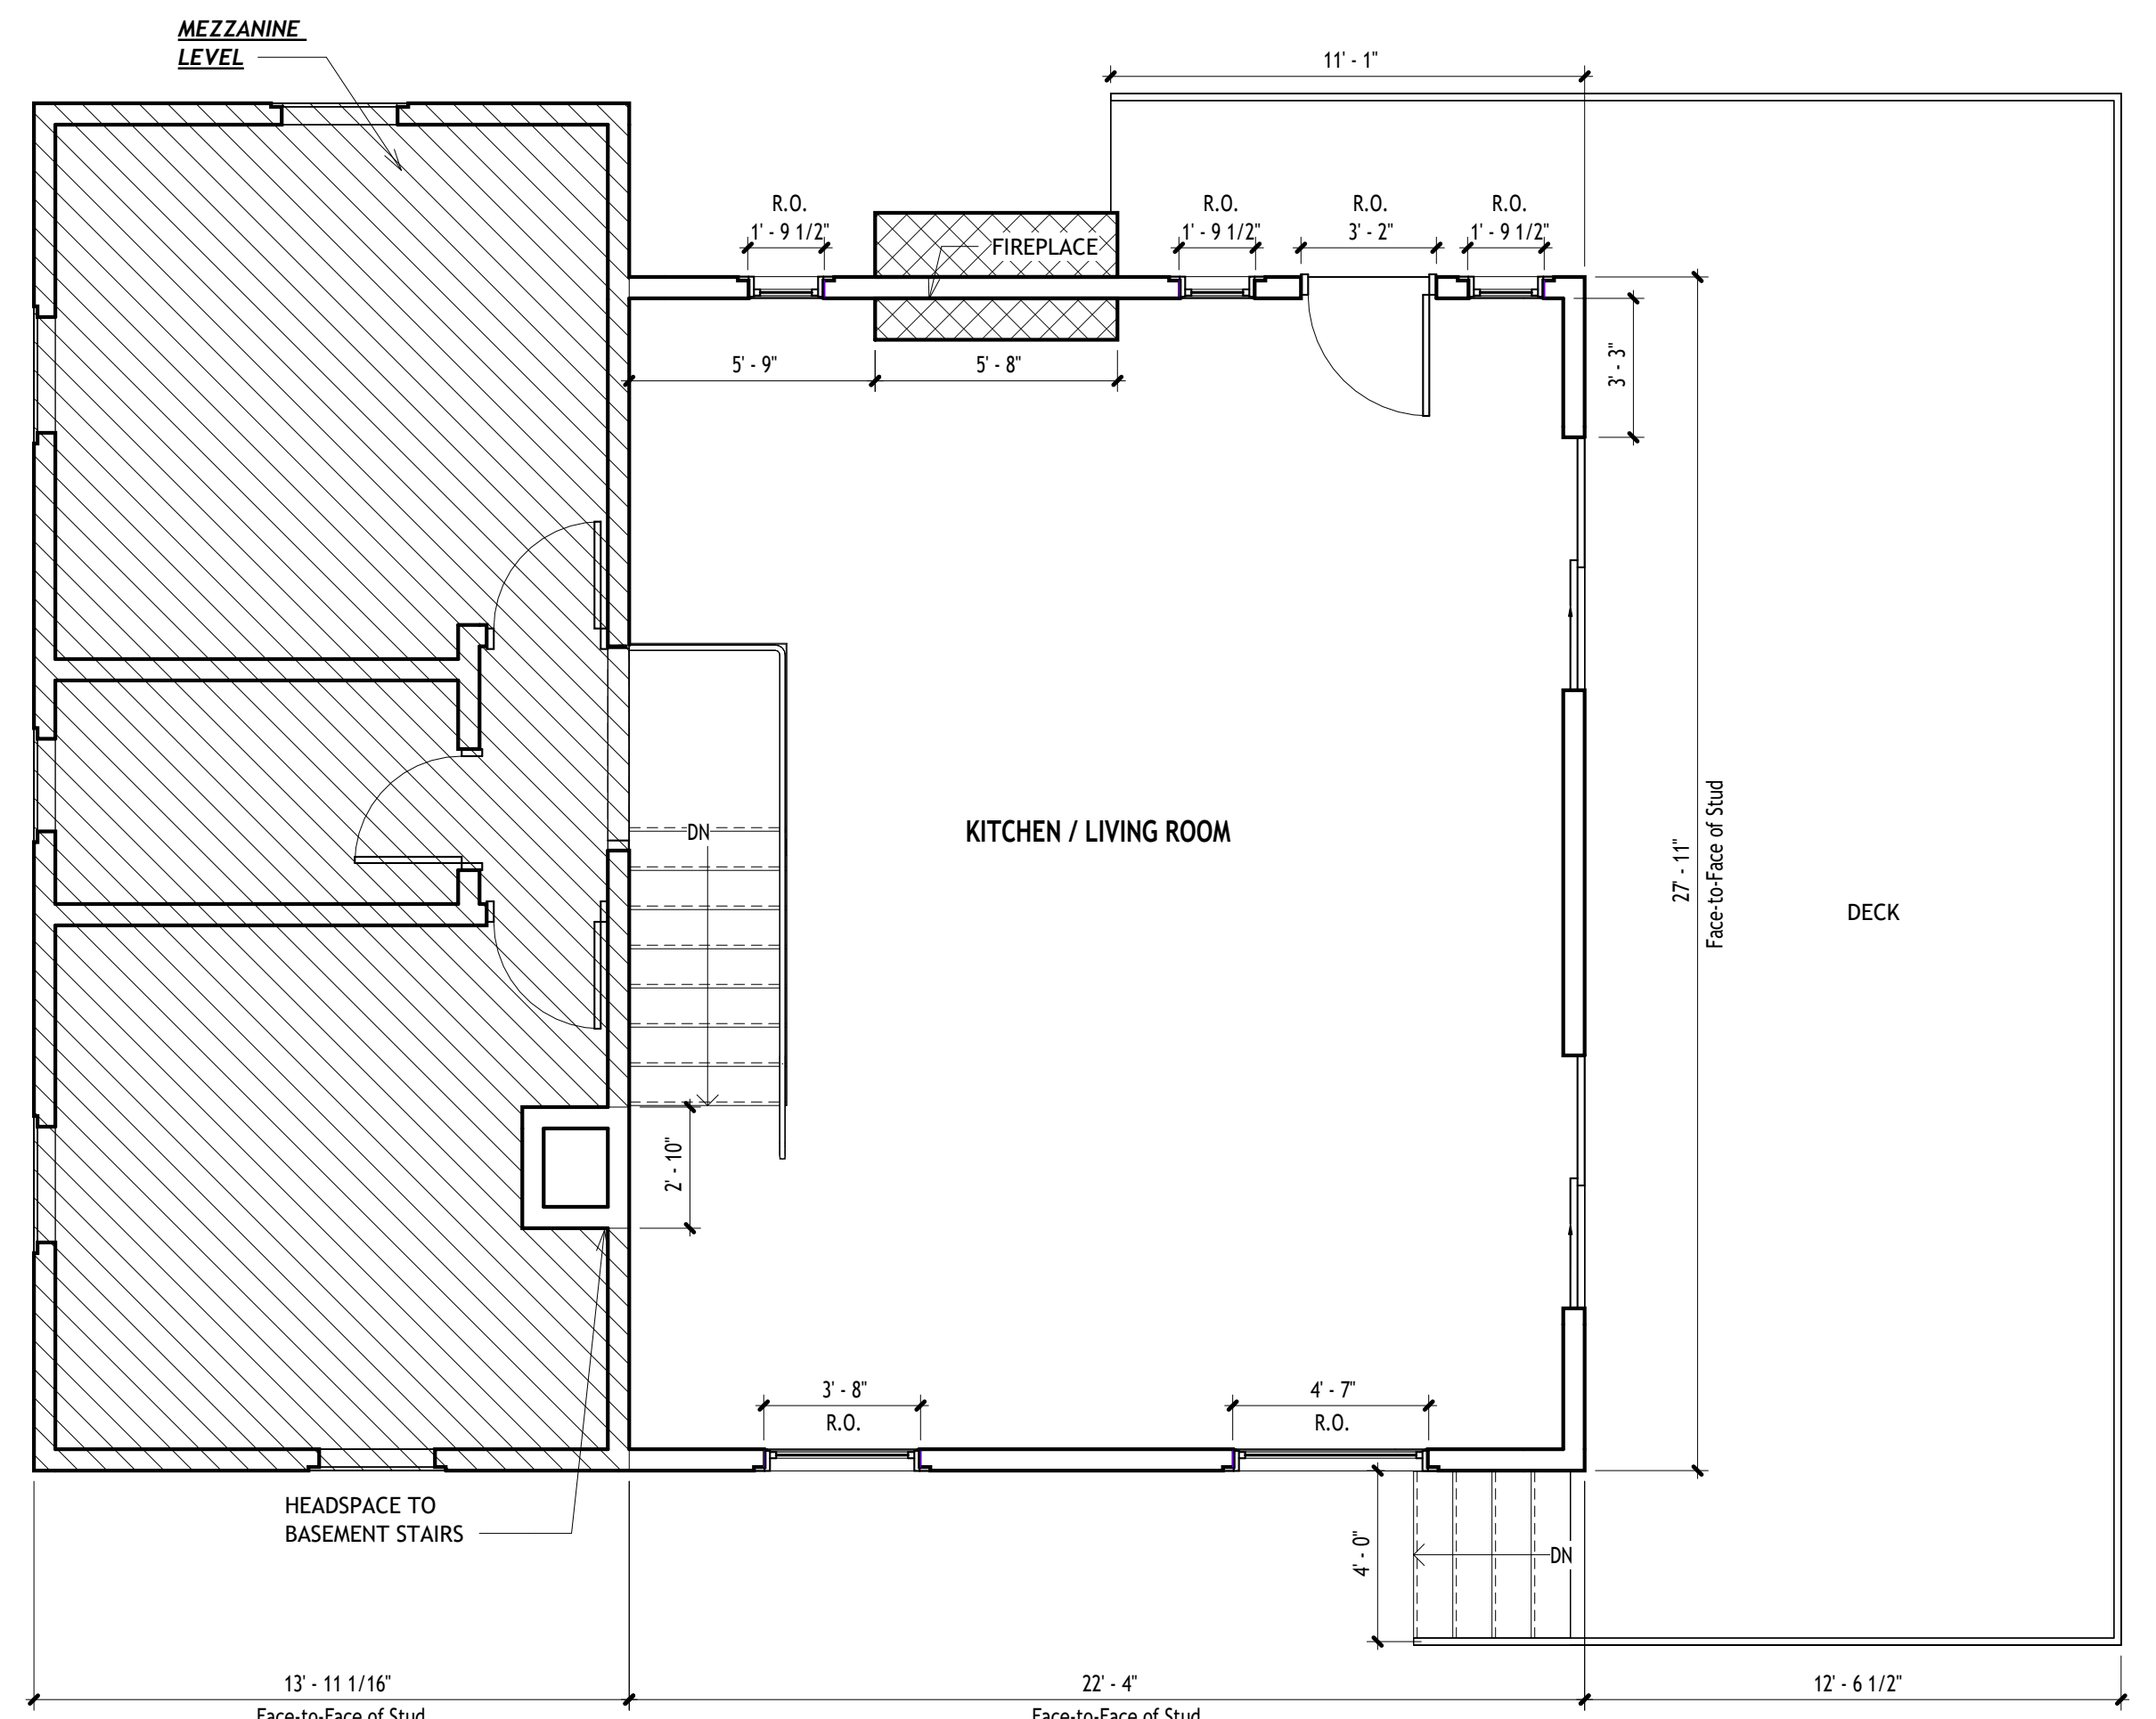 MEZZANINE
LEVEL
11' - 1"
R.O.
1' - 9 1/2"
R.O.
1' - 9 1/2"
R.O.
3' - 2"
R.O.
1' - 9 1/2"
FIREPLACE
5' - 9"
5' - 8"
3' - 3"
DN
KITCHEN / LIVING ROOM
27' - 11"
Face-to-Face of Stud
DECK
2' - 10"
3' - 8"
R.O.
4' - 7"
R.O.
HEADSPACE TO
BASEMENT STAIRS
4' - 0"
DN
13' - 11 1/16"
Face-to-Face of Stud
22' - 4"
Face-to-Face of Stud
12' - 6 1/2"